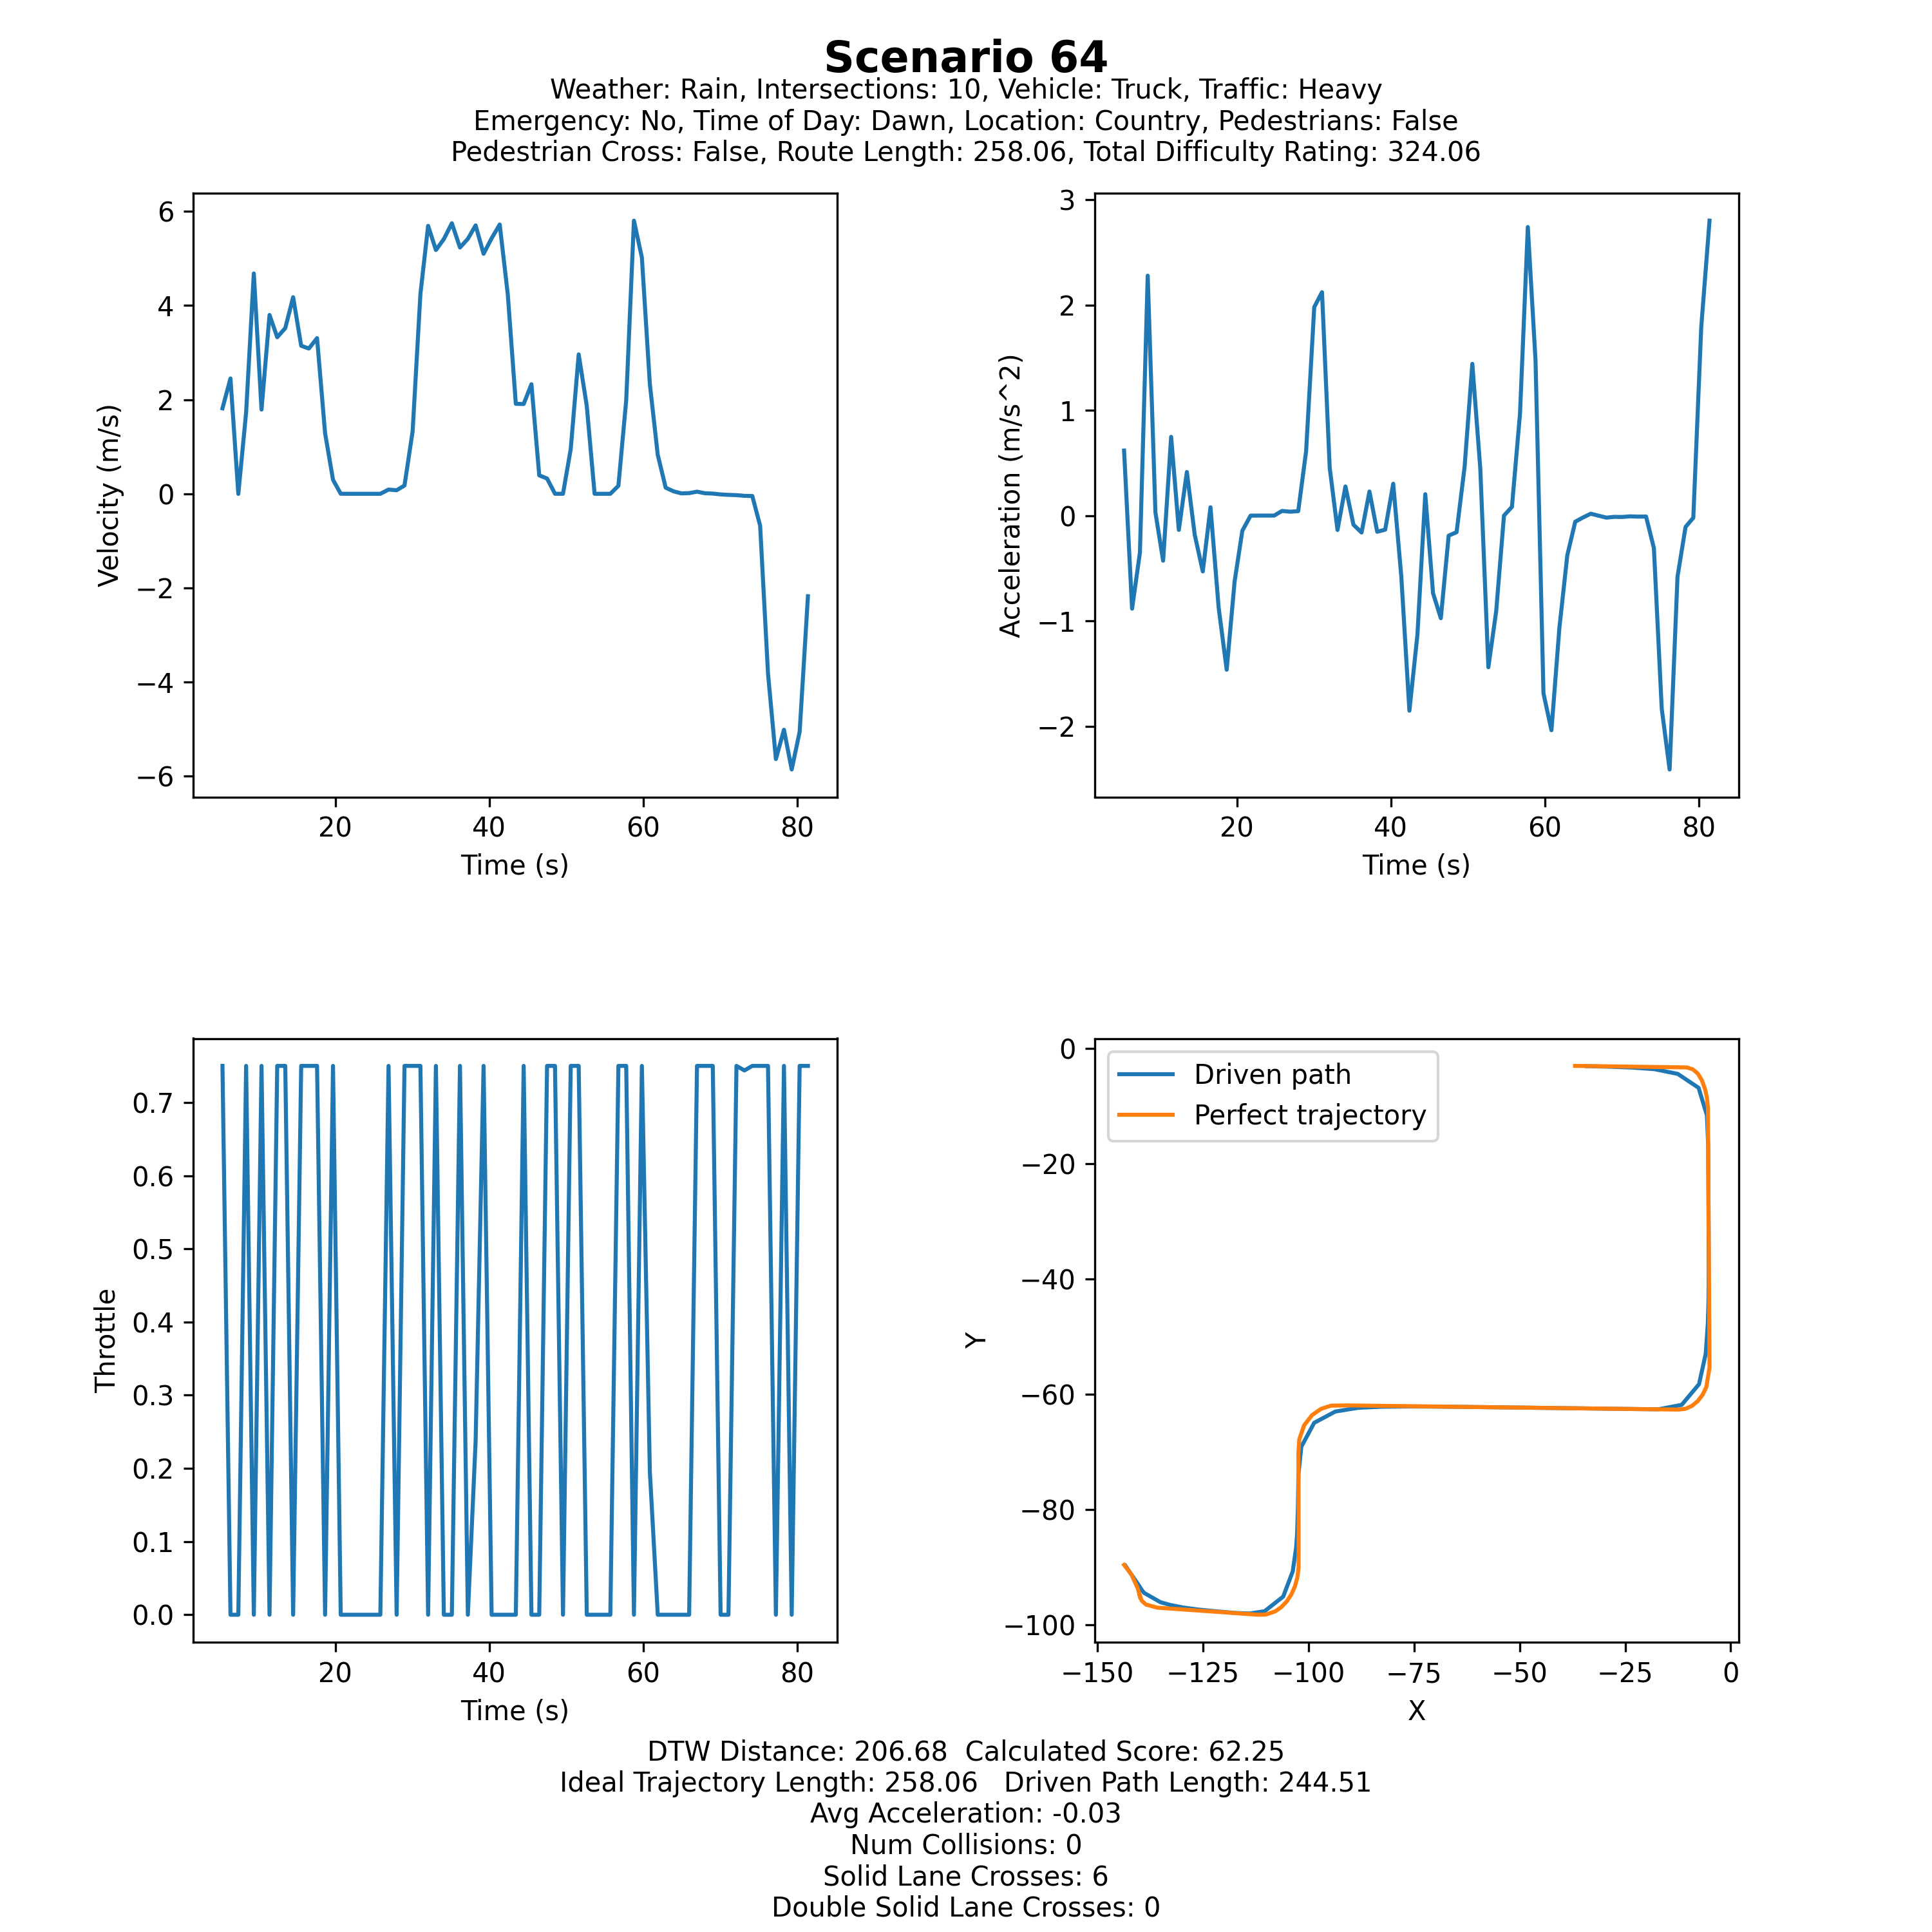 Scenario 64
Weather: Rain, Intersections: 10, Vehicle: Truck, Traffic: Heavy
Emergency: No, Time of Day: Dawn, Location: Country, Pedestrians: False
Pedestrian Cross: False, Route Length: 258.06, Total Difficulty Rating: 324.06
6
4
2
0
−2
−4
−6
Velocity (m/s)
20 40 60 80
Time (s)
3
2
1
0
−1
−2
Acceleration (m/s^2)
20 40 60 80
Time (s)
0.7
0.6
0.5
0.4
0.3
0.2
0.1
0.0
Throttle
20 40 60 80
Time (s)
Driven path
Perfect trajectory
0
−20
−40
−60
−80
−100
Y
−150 −125 −100 −75 −50 −25 0
X
DTW Distance: 206.68 Calculated Score: 62.25
Ideal Trajectory Length: 258.06 Driven Path Length: 244.51
Avg Acceleration: -0.03
Num Collisions: 0
Solid Lane Crosses: 6
Double Solid Lane Crosses: 0